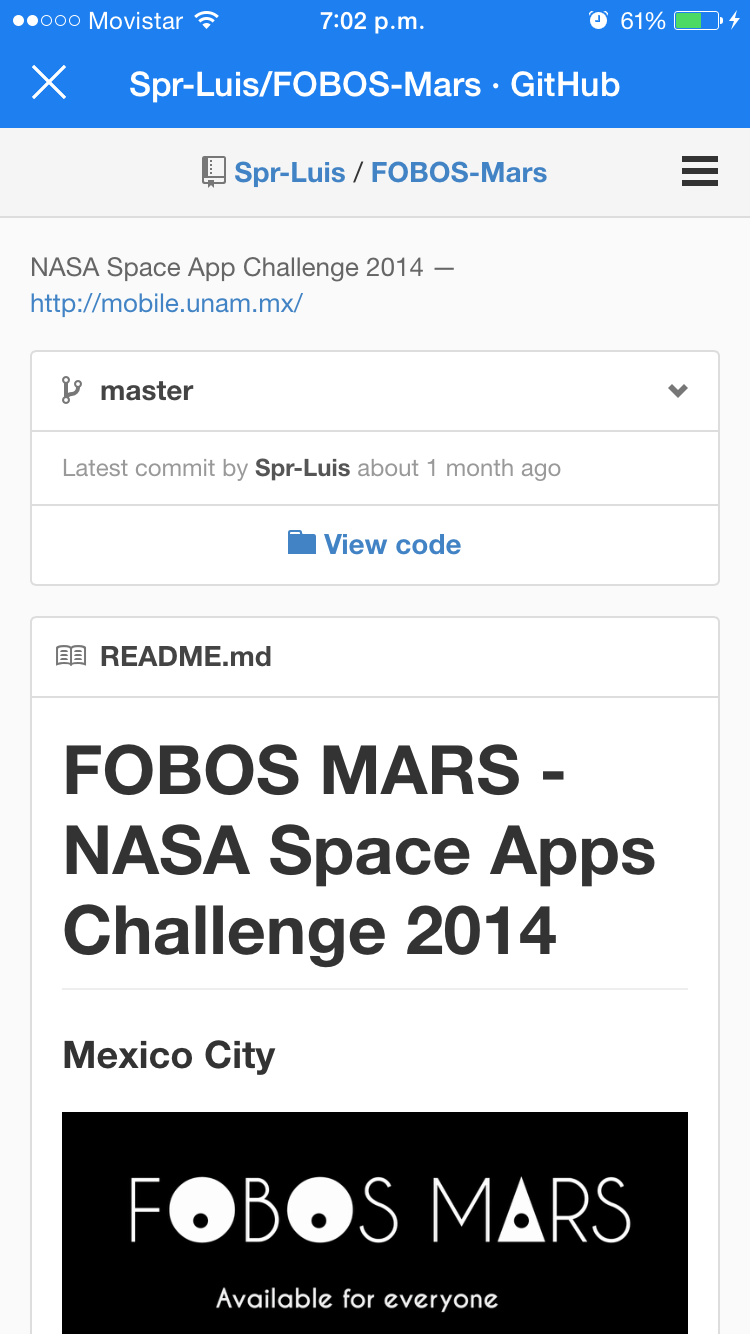 Movistar 7:02 p.m. 61%
Spr-Luis/FOBOS-Mars · GitHub
Spr-Luis / FOBOS-Mars
NASA Space App Challenge 2014 —
http://mobile.unam.mx/
master
Latest commit by Spr-Luis about 1 month ago
View code
README.md
FOBOS MARS -
NASA Space Apps
Challenge 2014
Mexico City
FOBOS MARS
Available for everyone